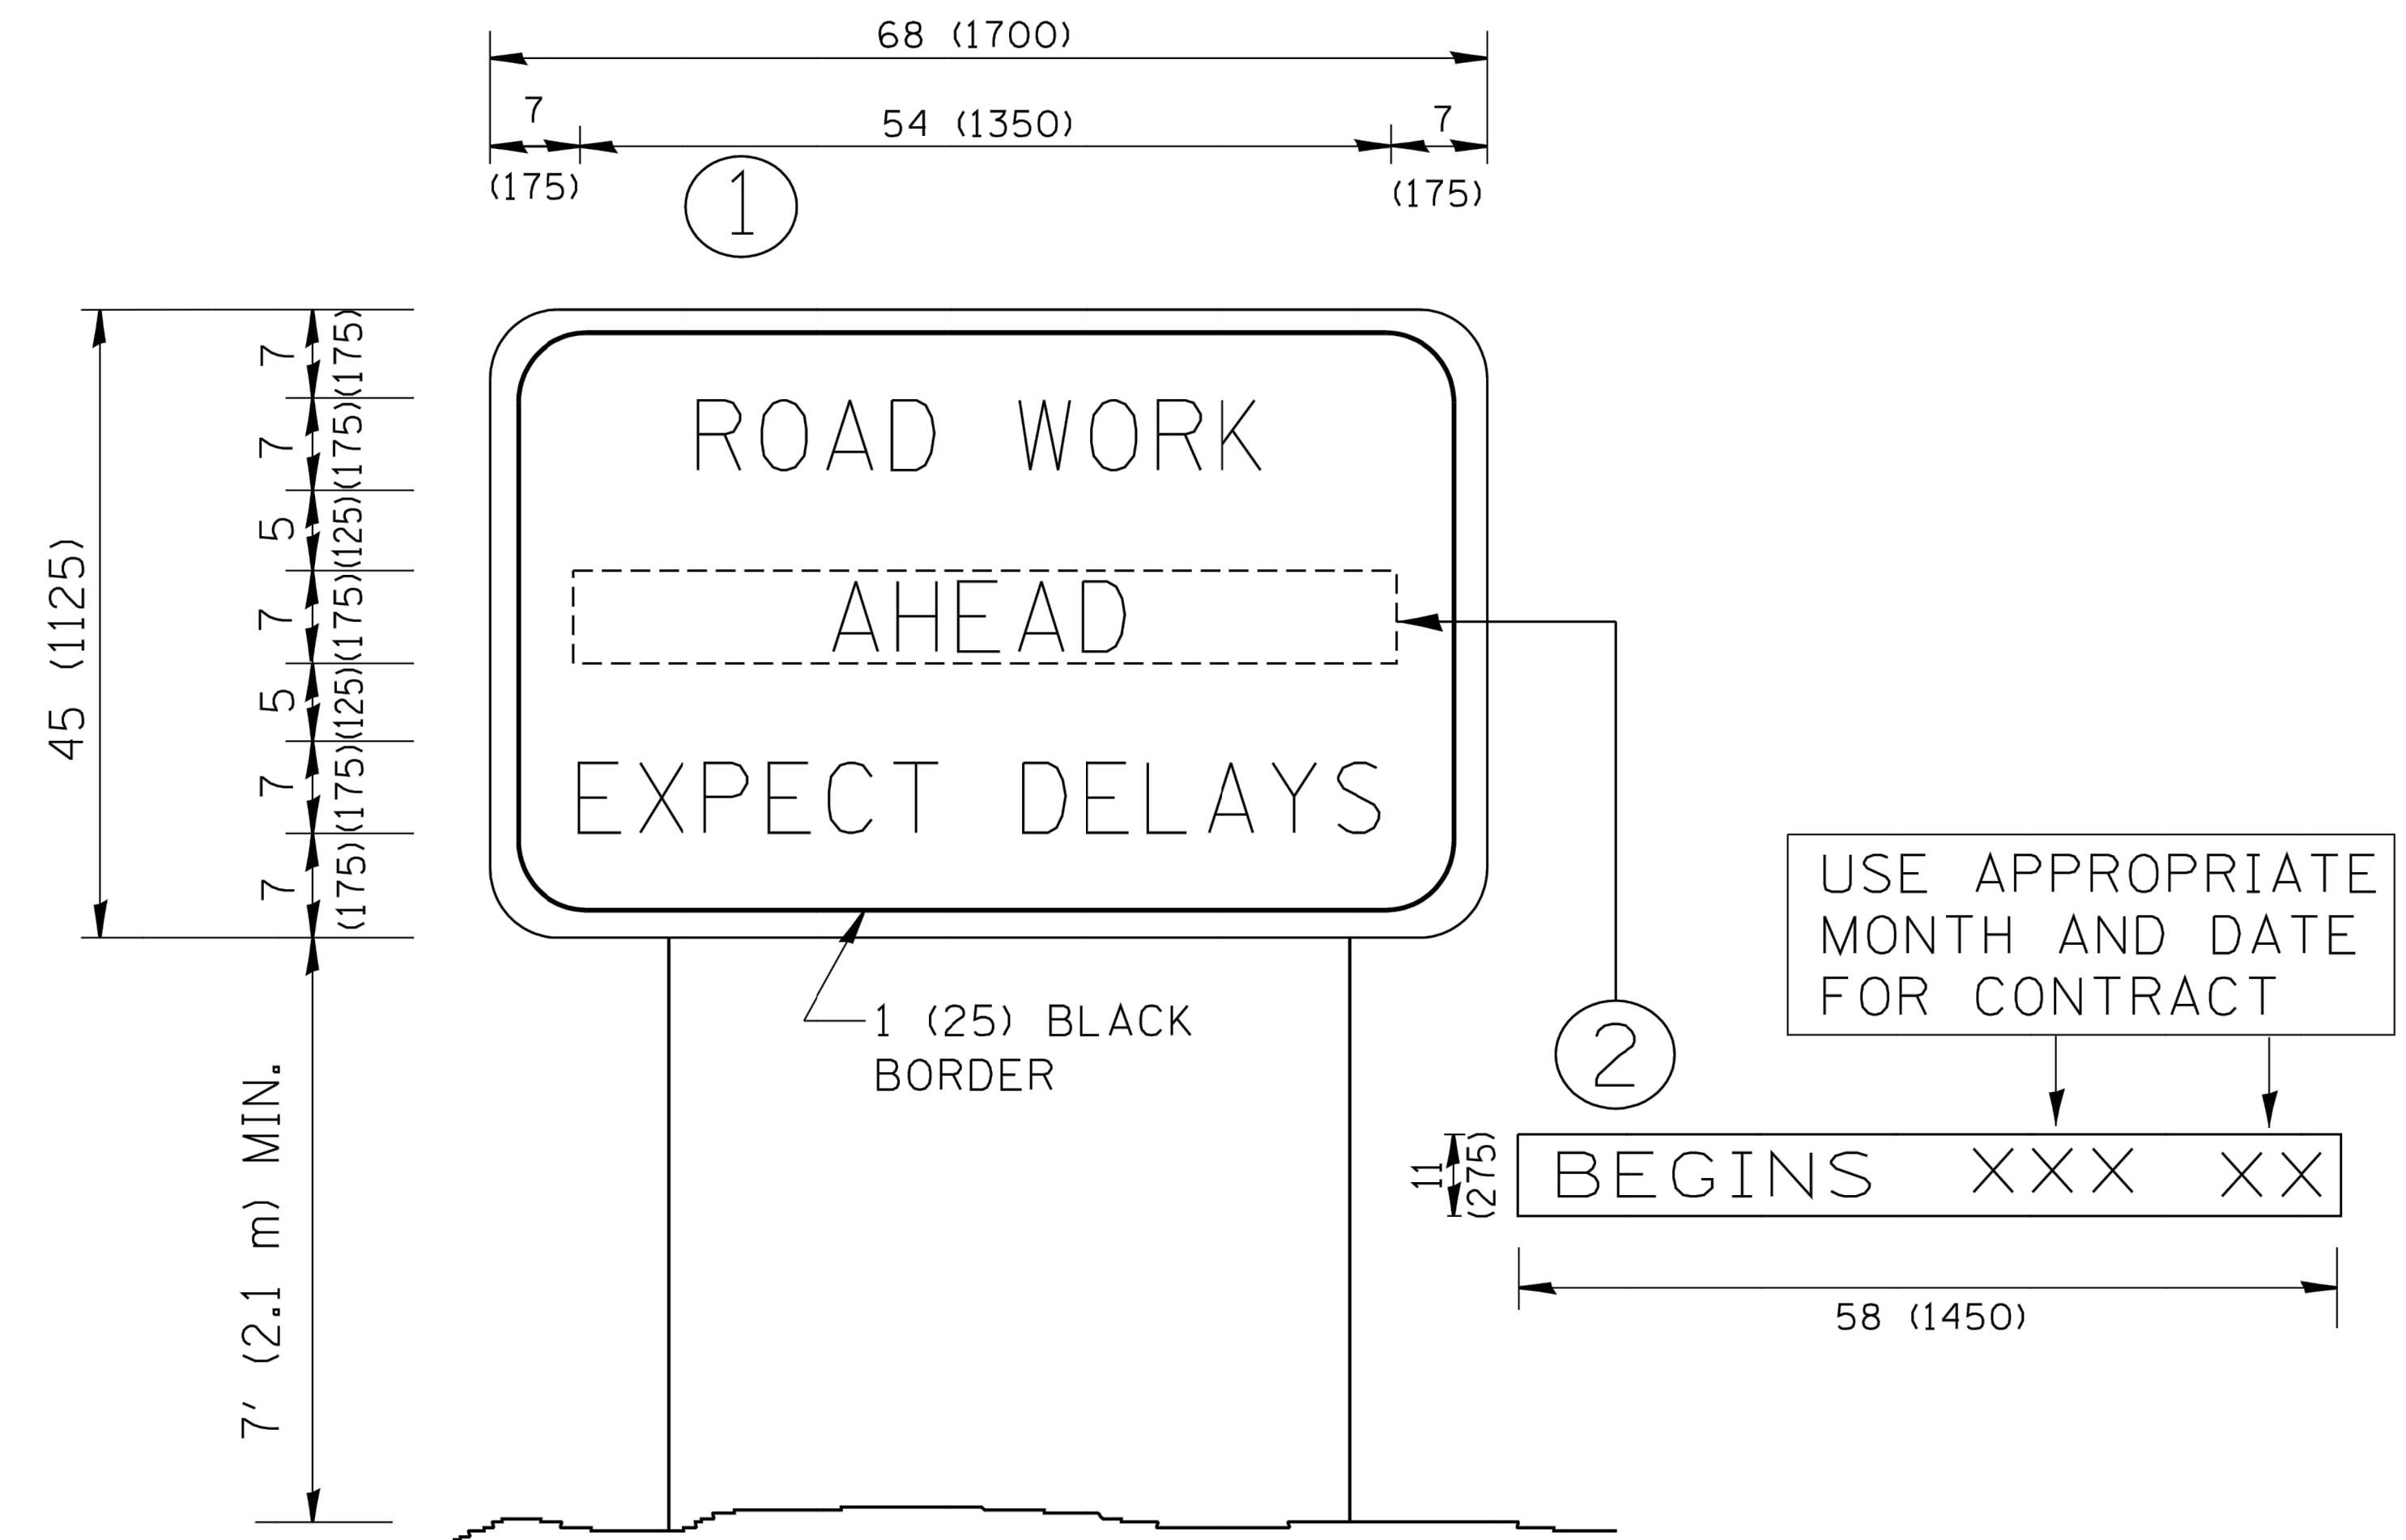 68 (1700)
7
54 (1350)
7
(175)
(175)
1
45 (1125)
7 (175)
7 (175)
5 (125)
7 (175)
5 (125)
7 (175)
7 (175)
ROAD WORK
AHEAD
EXPECT DELAYS
USE APPROPRIATE
MONTH AND DATE
FOR CONTRACT
1 (25) BLACK
BORDER
2
7' (2.1 m) MIN.
11
(275)
BEGINS XXX XX
58 (1450)